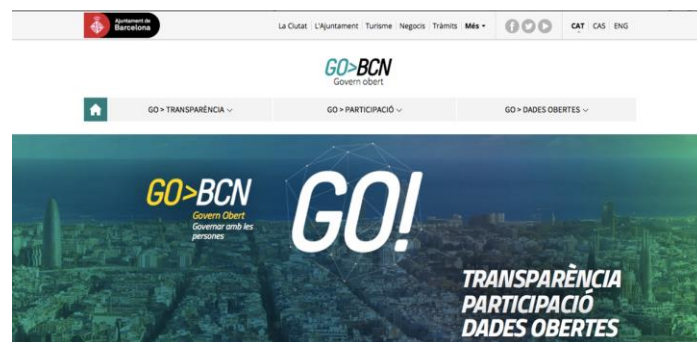 Ajuntament de
Barcelona
La Ciutat L'Ajuntament Turisme Negocis Tràmits Més CAT CAS ENG
GO>BCN
Govern obert
GO > TRANSPARÈNCIA GO > PARTICIPACIÓ GO > DADES OBERTES
GO>BCN
Govern Obert
Governar amb les
persones
GO!
TRANSPARÈNCIA
PARTICIPACIÓ
DADES OBERTES